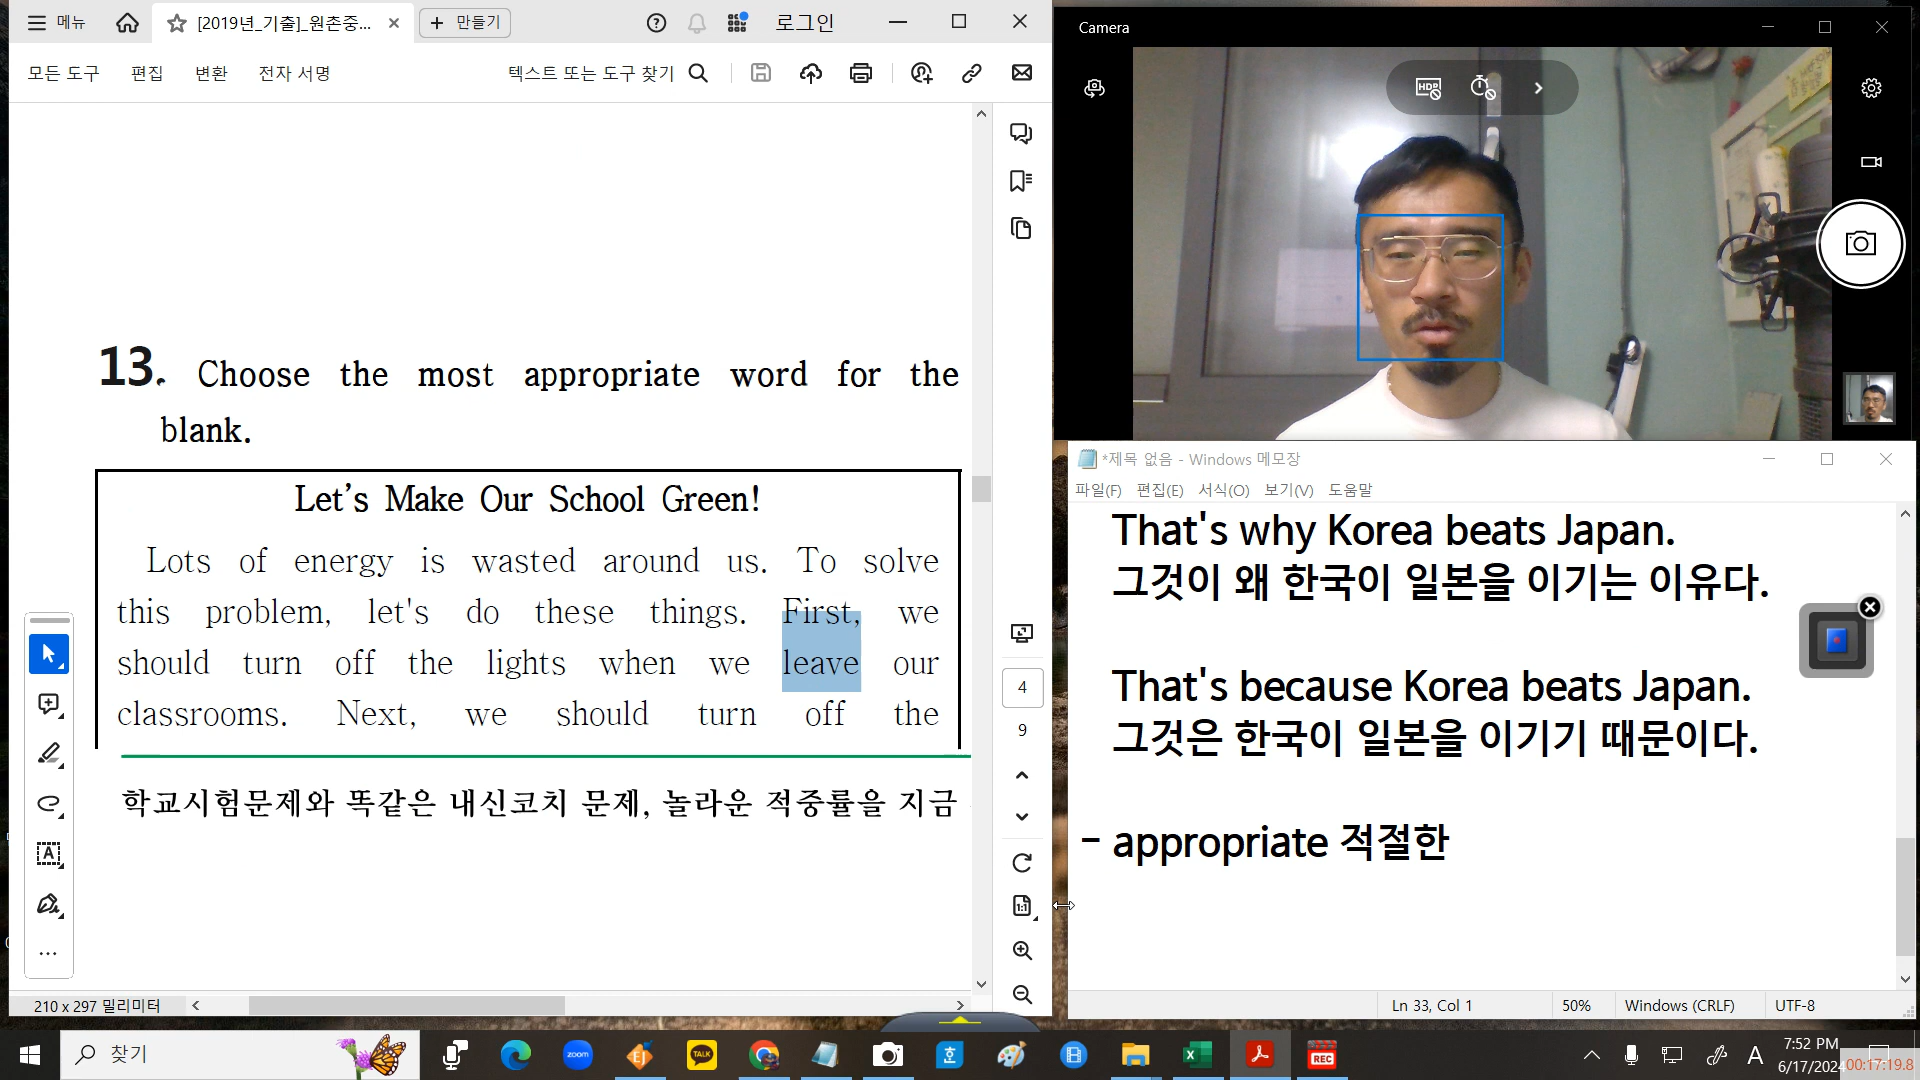 메뉴
[2019년_기출]_원촌중...
만들기
로그인
모든 도구
편집
변환
전자 서명
텍스트 또는 도구 찾기
13. Choose the most appropriate word for the
blank.
Let's Make Our School Green!
Lots of energy is wasted around us. To solve
this problem, let's do these things. First, we
should turn off the lights when we leave our
classrooms. Next, we should turn off the
학교시험문제와 똑같은 내신코치 문제, 놀라운 적중률을 지금
4
9
210 x 297 밀리미터
Camera
*제목 없음 - Windows 메모장
파일(F) 편집(E) 서식(O) 보기(V) 도움말
That's why Korea beats Japan.
그것이 왜 한국이 일본을 이기는 이유다.
That's because Korea beats Japan.
그것은 한국이 일본을 이기기 때문이다.
- appropriate 적절한
Ln 33, Col 1
50%
Windows (CRLF)
UTF-8
찾기
zoom
EJ
TALK
REC
A
7:52 PM
6/17/2024
00:17:19.8